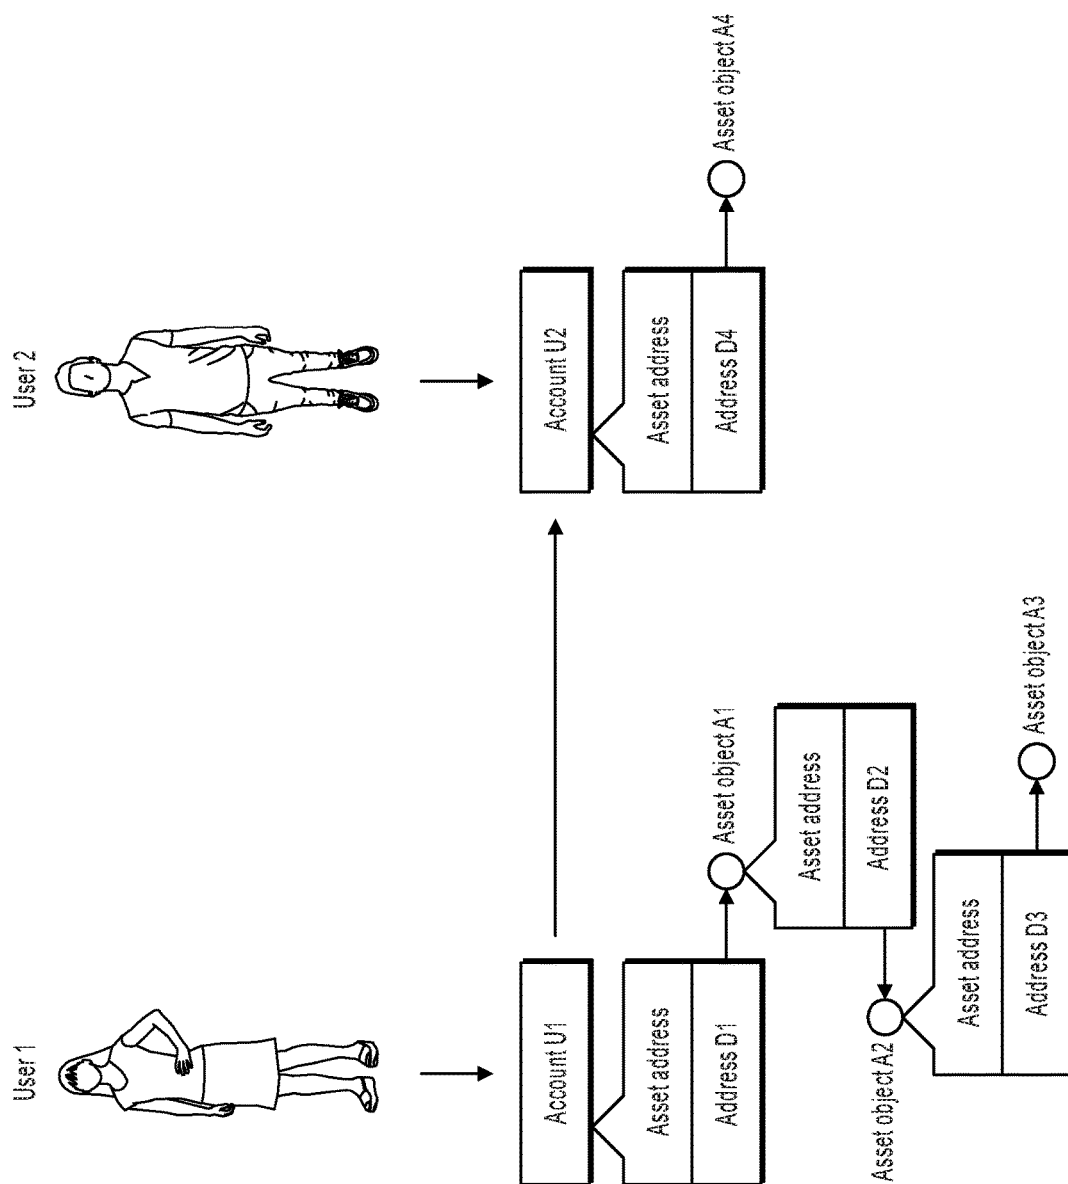 User 1
User 2
Account U1
Account U2
Asset address
Address D1
Asset address
Address D4
Asset object A1
Asset object A4
Asset address
Address D2
Asset object A2
Asset address
Address D3
Asset object A3